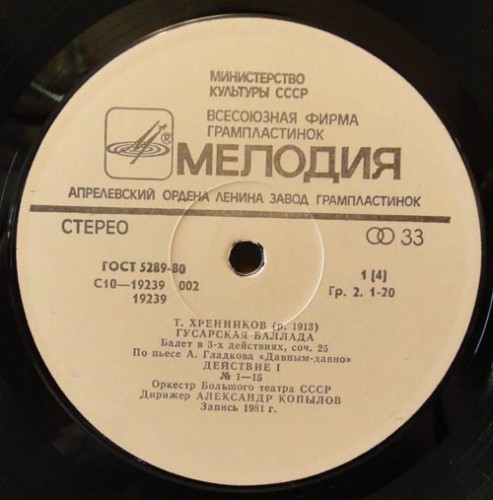 МИНИСТЕРСТВО
КУЛЬТУРЫ СССР
ВСЕСОЮЗНАЯ ФИРМА
ГРАМПЛАСТИНОК
®
МЕЛОДИЯ
АПРЕЛЕВСКИЙ ОРДЕНА ЛЕНИНА ЗАВОД ГРАМПЛАСТИНОК
СТЕРЕО
33
ГОСТ 5289-80
1 [4]
С10—19239 002
Гр. 2. 1-20
19239
Т. ХРЕННИКОВ (р. 1913)
ГУСАРСКАЯ БАЛЛАДА
Балет в 3-х действиях, соч. 25
По пьесе А. Гладкова «Давным-давно»
ДЕЙСТВИЕ I
№ 1—15
Оркестр Большого театра СССР
Дирижер АЛЕКСАНДР КОПЫЛОВ
Запись 1981 г.